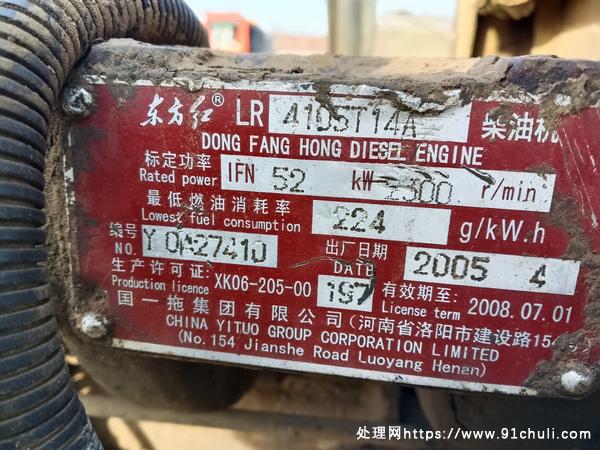 东方红® LR 4105T14A 柴油机
DONG FANG HONG DIESEL ENGINE
标定功率 IFN 52 kW 2300 r/min
Rated power
最低燃油消耗率 224 g/kW.h
Lowest fuel consumption
编号 Y0A27410 出厂日期 2005 4
NO. DATE
生产许可证: XK06-205-00 197 有效期至: 2008.07.01
Production licence License term
国一拖集团有限公司(河南省洛阳市建设路154
CHINA YITUO GROUP CORPORATION LIMITED
(No.154 Jianshe Road Luoyang Henan)
处理网https://www.91chuli.com/